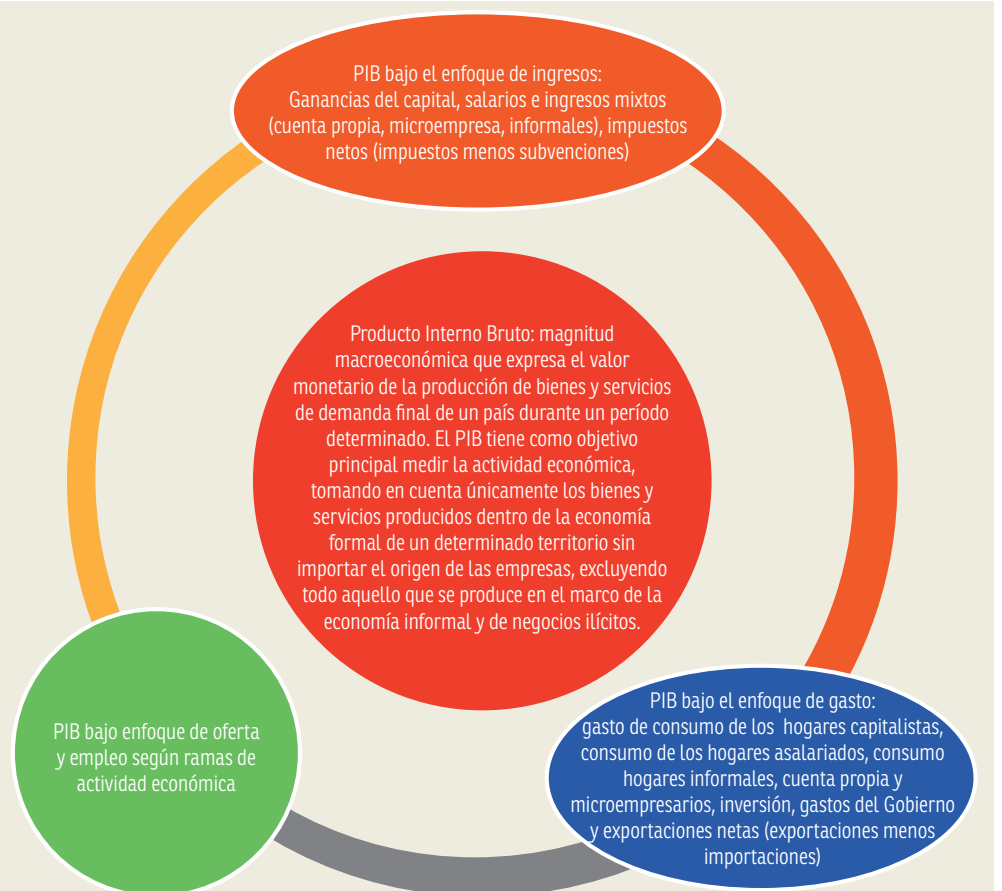 PIB bajo el enfoque de ingresos:
Ganancias del capital, salarios e ingresos mixtos
(cuenta propia, microempresa, informales), impuestos
netos (impuestos menos subvenciones)
Producto Interno Bruto: magnitud
macroeconómica que expresa el valor
monetario de la producción de bienes y servicios
de demanda final de un país durante un período
determinado. El PIB tiene como objetivo
principal medir la actividad económica,
tomando en cuenta únicamente los bienes y
servicios producidos dentro de la economía
formal de un determinado territorio sin
importar el origen de las empresas, excluyendo
todo aquello que se produce en el marco de la
economía informal y de negocios ilícitos.
PIB bajo enfoque de oferta
y empleo según ramas de
actividad económica
PIB bajo el enfoque de gasto:
gasto de consumo de los hogares capitalistas,
consumo de los hogares asalariados, consumo
hogares informales, cuenta propia y
microempresarios, inversión, gastos del Gobierno
y exportaciones netas (exportaciones menos
importaciones)